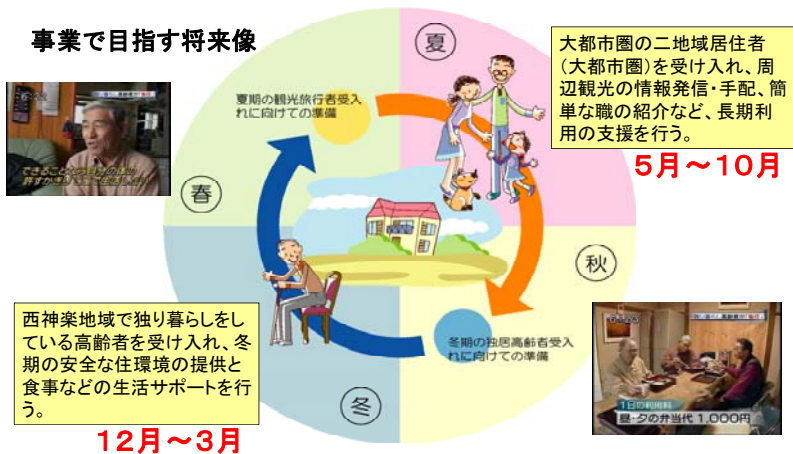 事業で目指す将来像
夏
大都市圏の二地域居住者
（大都市圏）を受け入れ、周
辺観光の情報発信・手配、簡
単な職の紹介など、長期利
用の支援を行う。
5月～10月
夏期の観光旅行者受入
れに向けての準備
春
秋
西神楽地域で独り暮らしをし
ている高齢者を受け入れ、冬
期の安全な住環境の提供と
食事などの生活サポートを行
う。
12月～3月
冬期の独居高齢者受入
れに向けての準備
冬
1日の利用料
昼・夕の弁当代 1,000円